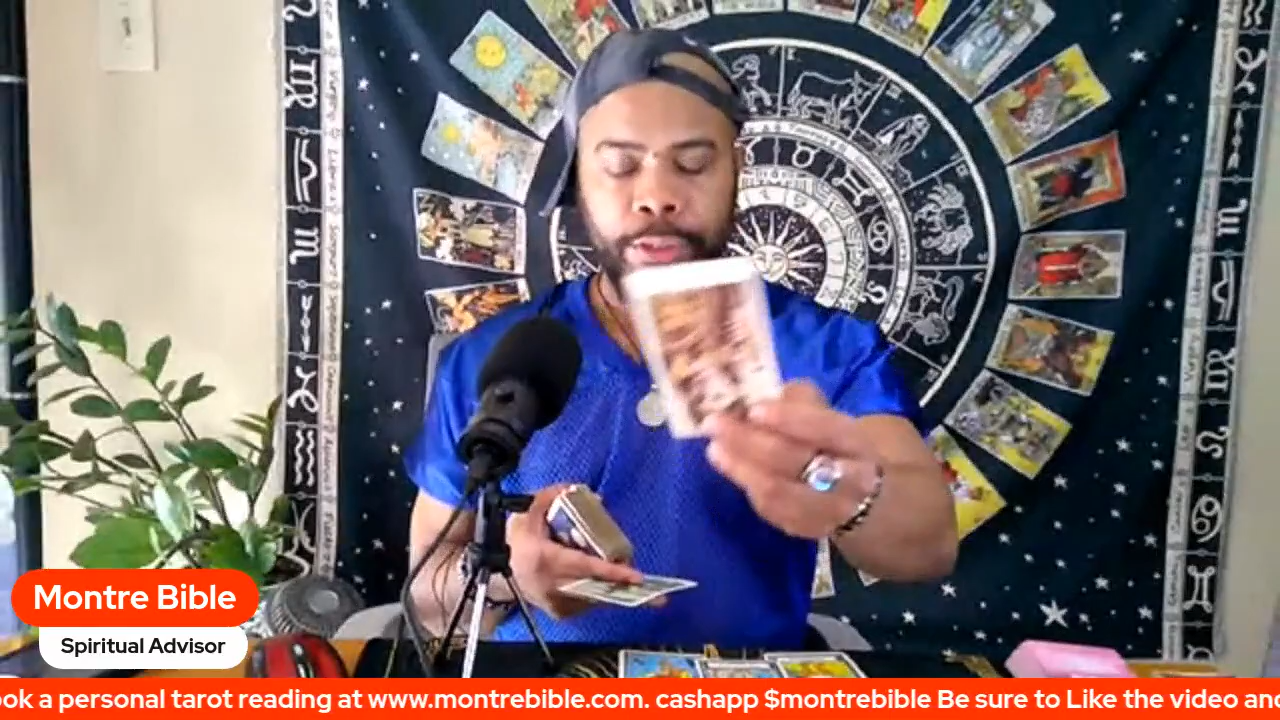 Montre Bible
Spiritual Advisor
ook a personal tarot reading at www.montrebible.com. cashapp $montrebible Be sure to Like the video and